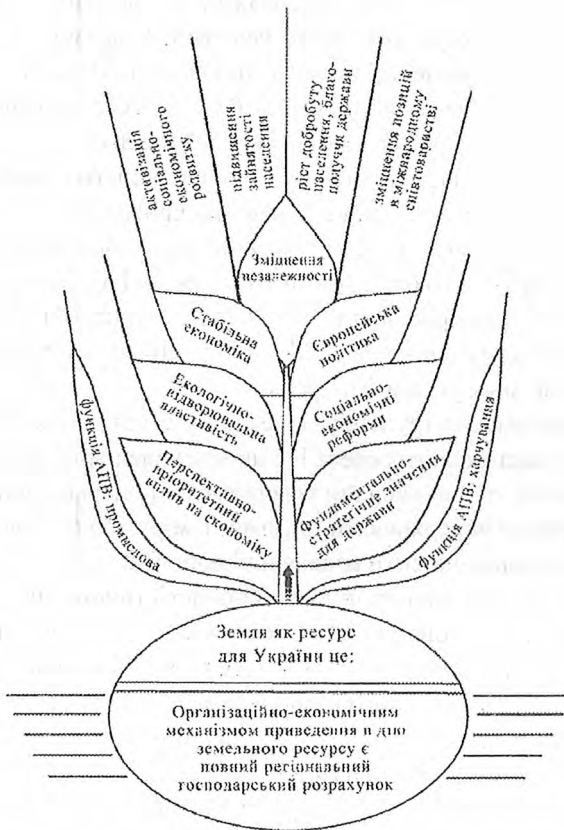 активізація
соціально-
економічного
розвитку
підвищення
зайнятості
населення
ріст добробуту
населення, благо-
получчя держави
зміцнення позицій
в міжнародному
співтоваристві
Зміцнення
незалежності
Стабільна
економіка
Європейська
політика
Екологічно-
відворювальна
властивість
Соціально-
економічні
реформи
функція АПВ: промислова
Перспективно-
пріоритетний
вплив на економіку
Фундаментально-
стратегічне значення
для держави
функція АПВ: харчування
Земля як ресурс
для України це:
Організаційно-економічним
механізмом приведення в дію
земельного ресурсу є
повний регіональний
господарський розрахунок